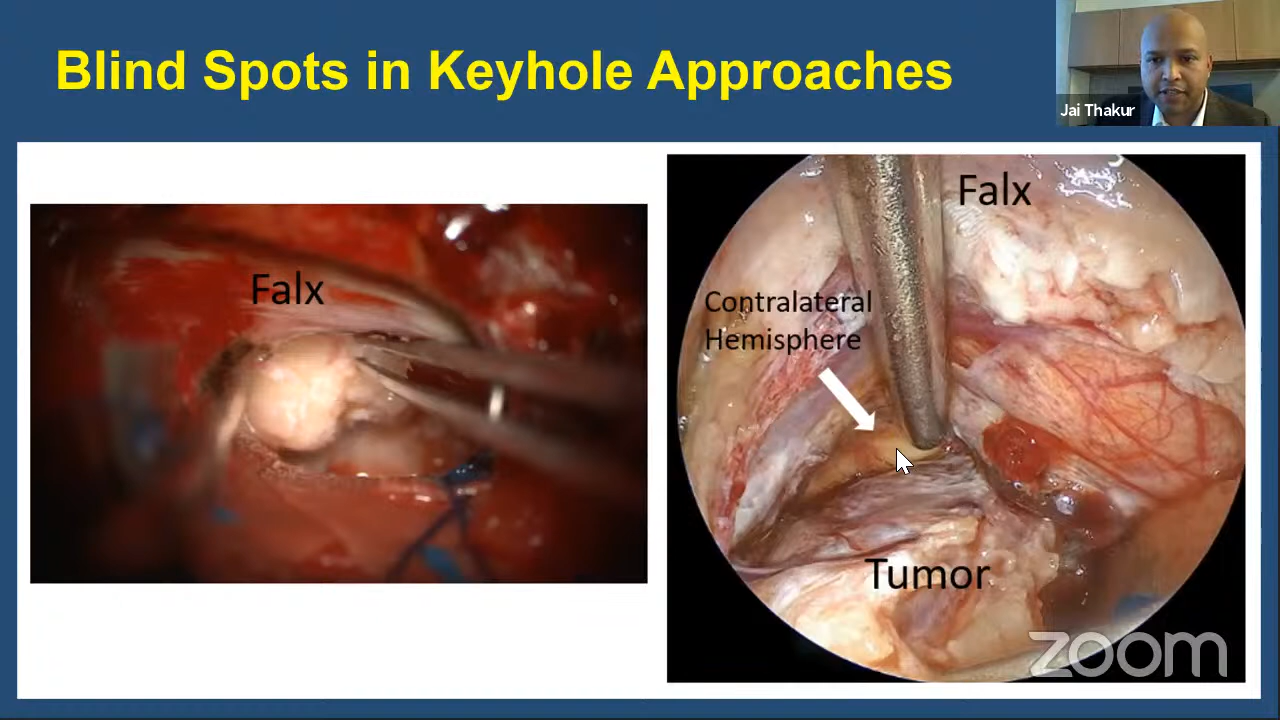 Blind Spots in Keyhole Approaches
Jai Thakur
Falx
Falx
Contralateral
Hemisphere
Tumor
zoom